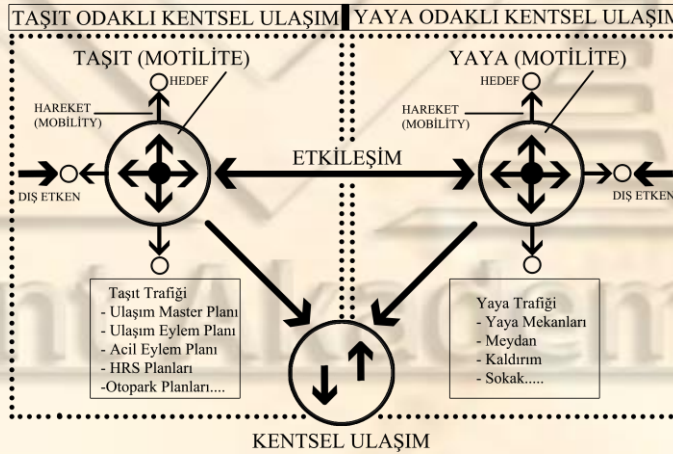 TAŞIT ODAKLI KENTSEL ULAŞIM
YAYA ODAKLI KENTSEL ULAŞIM
TAŞIT (MOTİLİTE)
HEDEF
HAREKET
(MOBILITY)
DIŞ ETKEN
YAYA (MOTİLİTE)
HEDEF
HAREKET
(MOBILITY)
DIŞ ETKEN
ETKİLEŞİM
Taşıt Trafiği
- Ulaşım Master Planı
- Ulaşım Eylem Planı
- Acil Eylem Planı
- HRS Planları
-Otopark Planları....
Yaya Trafiği
- Yaya Mekanları
- Meydan
- Kaldırım
- Sokak.....
KENTSEL ULAŞIM